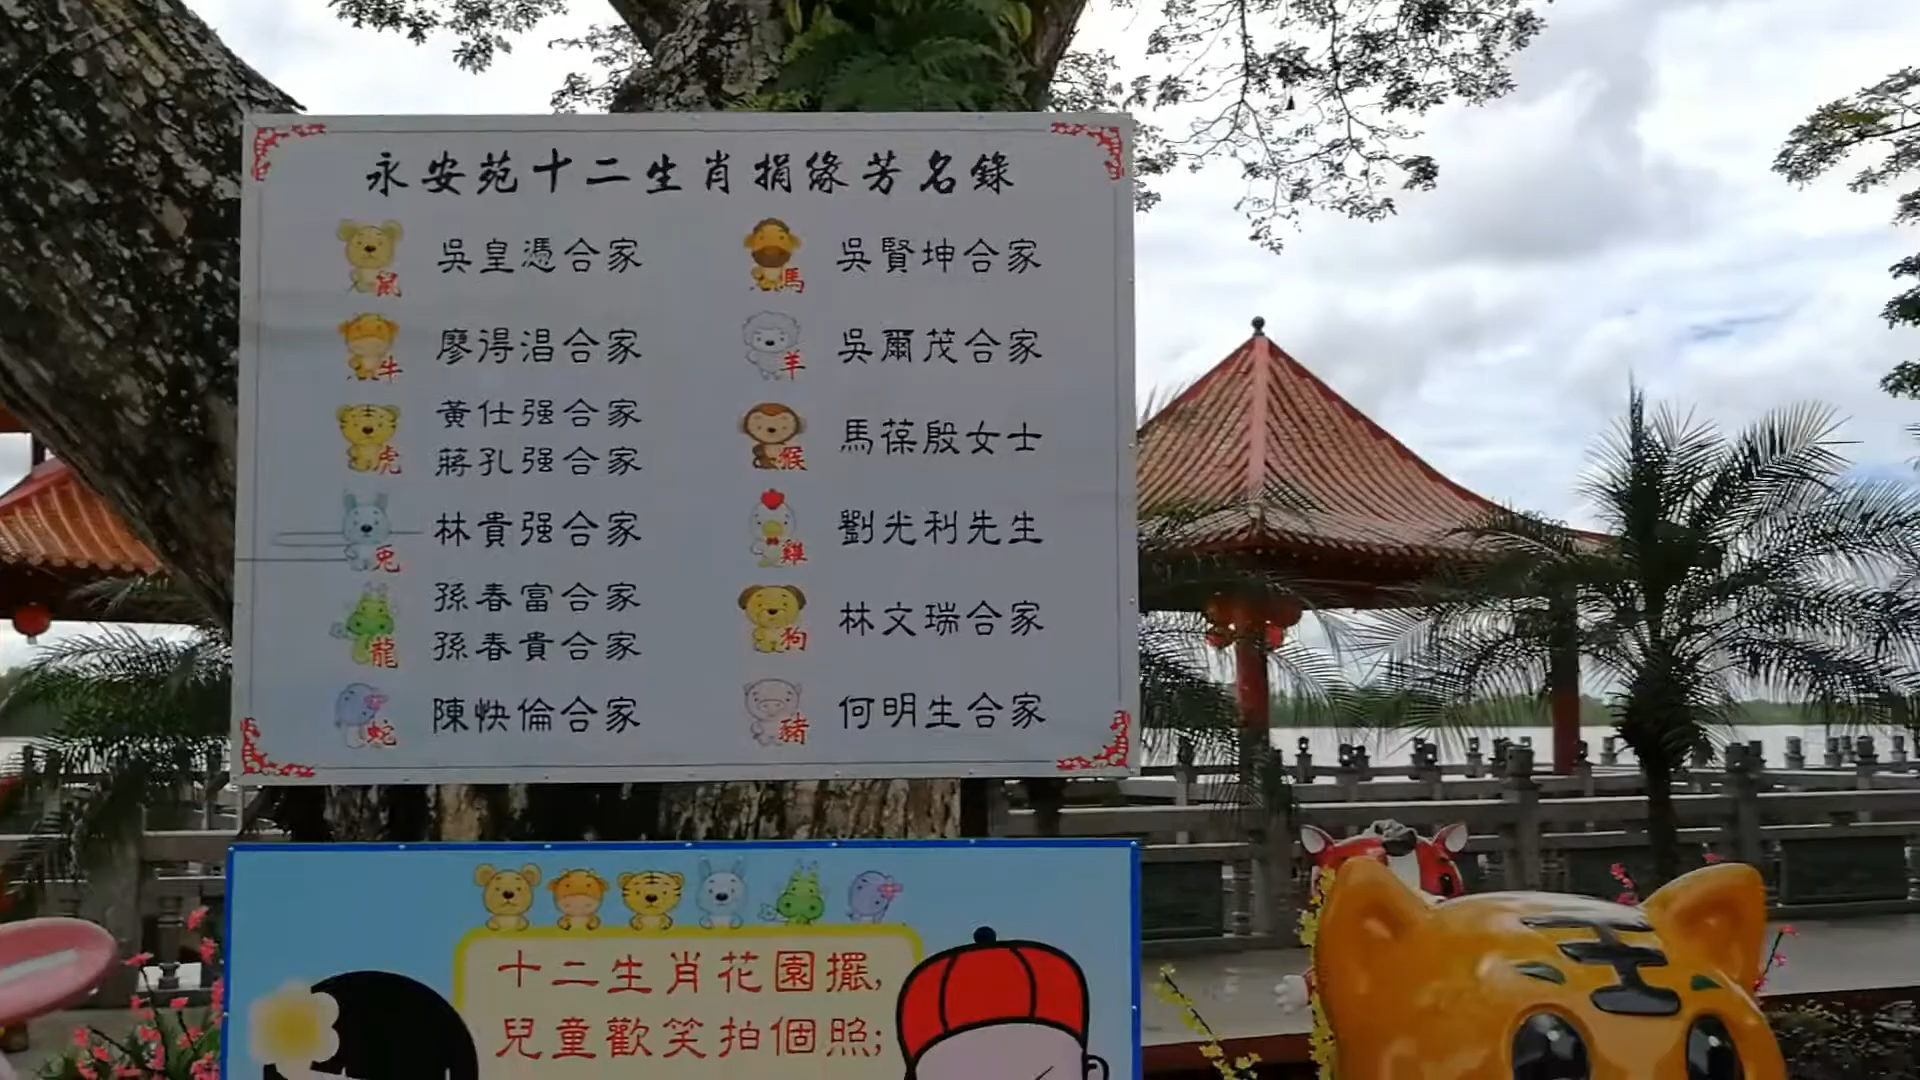 永安苑十二生肖捐緣芳名錄
鼠 吳皇憑合家
牛 廖得淐合家
虎 黃仕强合家
蔣孔强合家
兔 林貴强合家
龍 孫春富合家
孫春貴合家
蛇 陳快倫合家
馬 吳賢坤合家
羊 吳爾茂合家
猴 馬葆殷女士
雞 劉光利先生
狗 林文瑞合家
豬 何明生合家
十二生肖花園擺,
兒童歡笑拍個照;